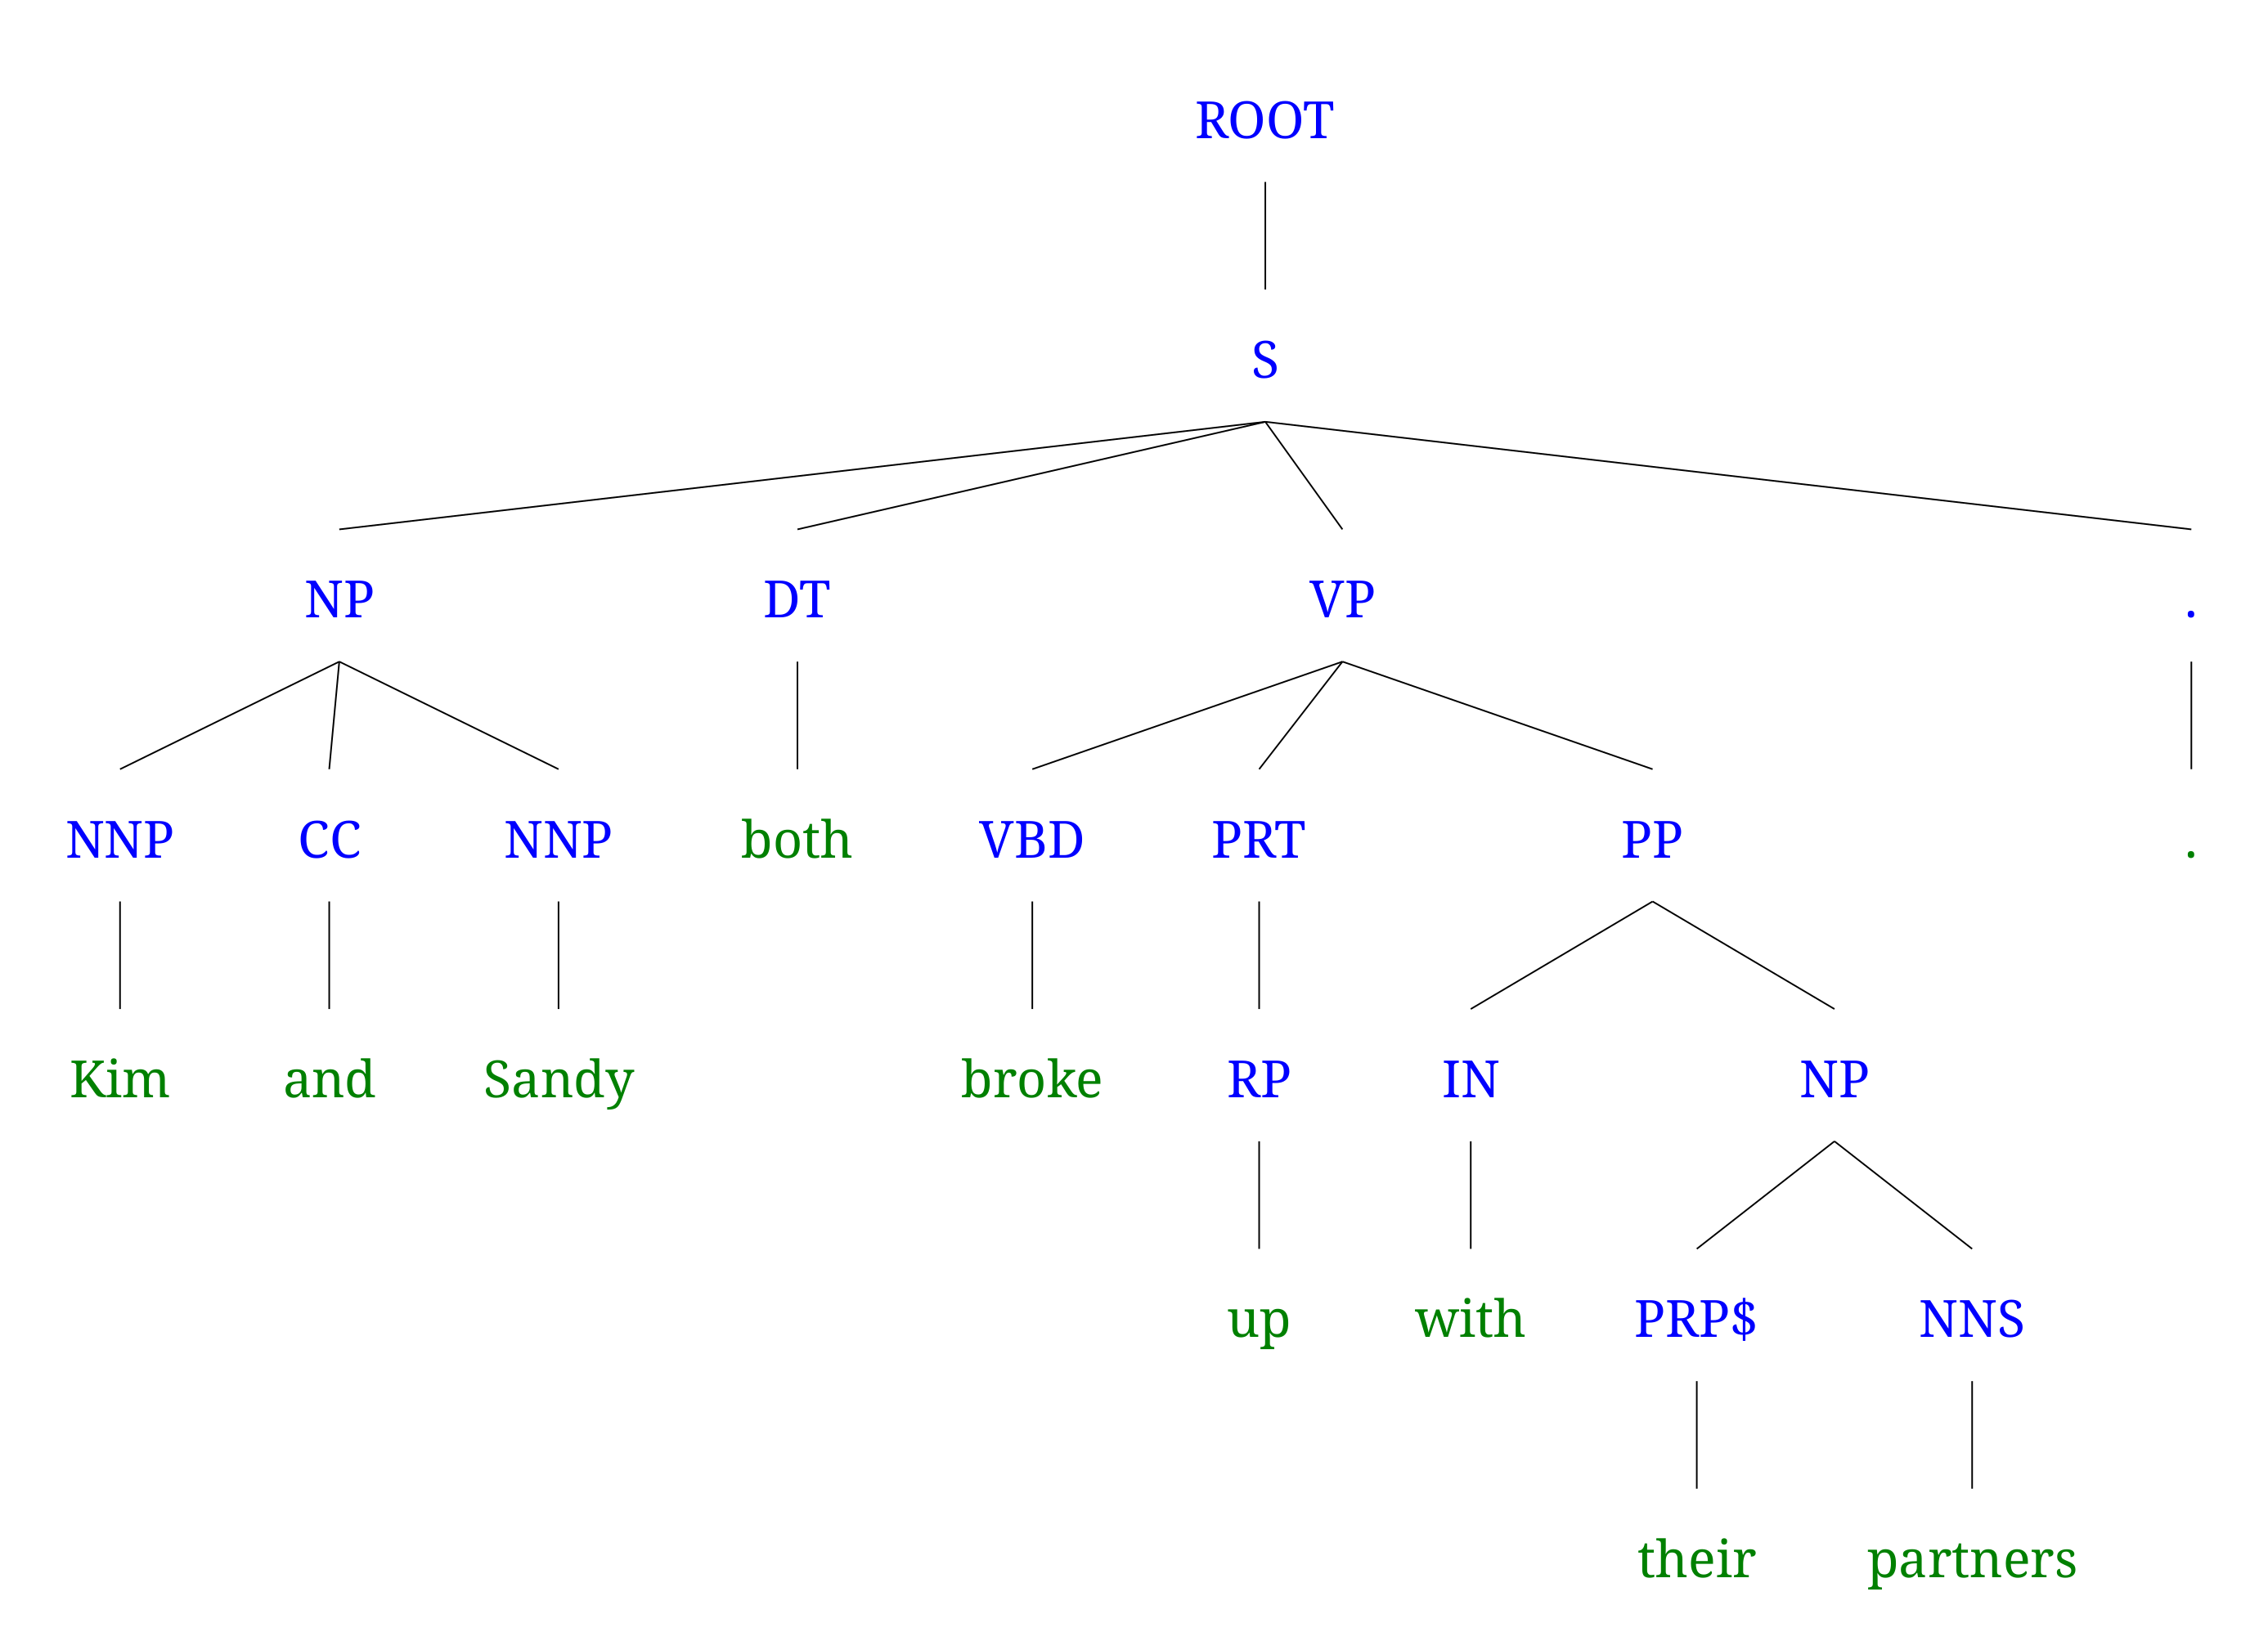 ROOT
S
NP DT VP .
NNP CC NNP both VBD PRT PP .
Kim and Sandy broke RP IN NP
up with PRP$ NNS
their partners